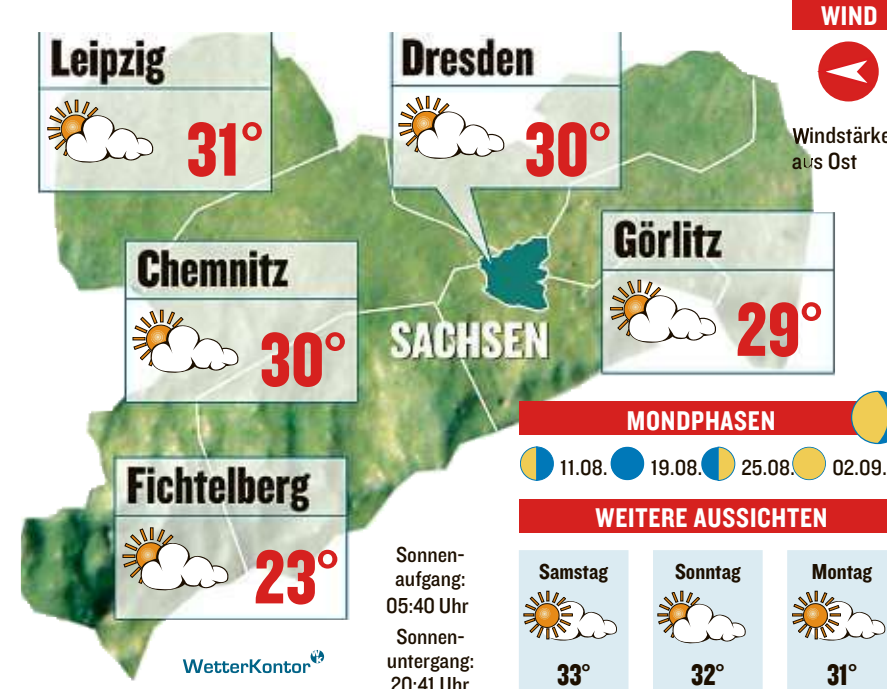 WIND
Windstärke
aus Ost
Leipzig
31°
Dresden
30°
Chemnitz
30°
Görlitz
29°
SACHSEN
Fichtelberg
23°
WetterKontor
Sonnen-
aufgang:
05:40 Uhr
Sonnen-
untergang:
20:41 Uhr
MONDPHASEN
11.08. 19.08. 25.08. 02.09.
WEITERE AUSSICHTEN
Samstag Sonntag Montag
33° 32° 31°